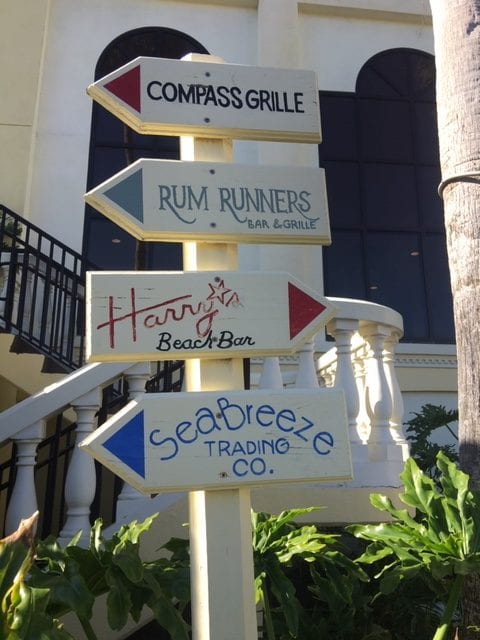 COMPASS GRILLE
RUM RUNNERS
BAR & GRILLE
Harry's
Beach Bar
SeaBreeze
TRADING
CO.